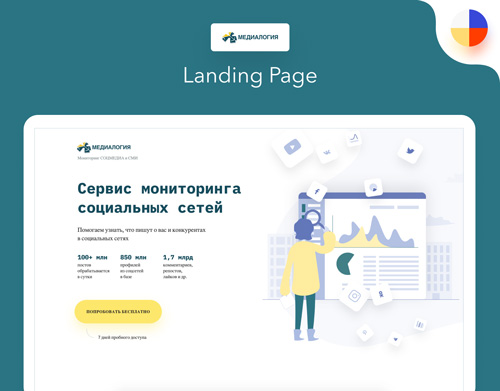 МЕДИАЛОГИЯ
Landing Page
МЕДИАЛОГИЯ
Мониторинг СОЦМЕДИА и СМИ
Сервис мониторинга
социальных сетей
Помогаем узнать, что пишут о вас и конкурентах
в социальных сетях
100+ млн 850 млн 1,7 млрд
постов профилей комментариев,
обрабатывается из соцсетей репостов,
в сутки в базе лайков и др.
ПОПРОБОВАТЬ БЕСПЛАТНО
7 дней пробного доступа